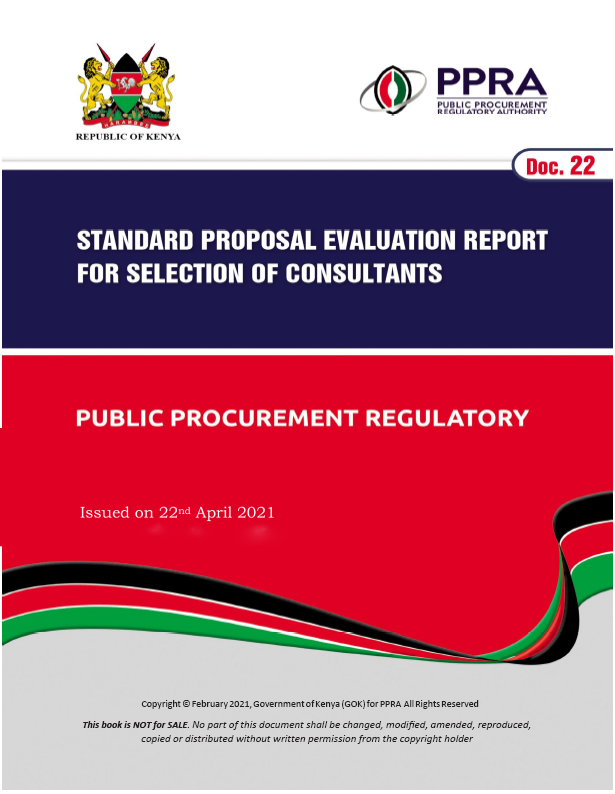 HARAMBEE
REPUBLIC OF KENYA
PPRA
PUBLIC PROCUREMENT
REGULATORY AUTHORITY
Doc. 22
STANDARD PROPOSAL EVALUATION REPORT
FOR SELECTION OF CONSULTANTS
PUBLIC PROCUREMENT REGULATORY
Issued on 22nd April 2021
Copyright © February 2021, Government of Kenya (GOK) for PPRA All Rights Reserved
This book is NOT for SALE. No part of this document shall be changed, modified, amended, reproduced,
copied or distributed without written permission from the copyright holder